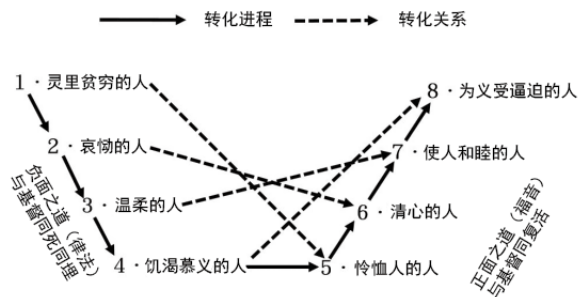 转化进程 转化关系
1·灵里贫穷的人
8·为义受逼迫的人
2·哀恸的人
7·使人和睦的人
3·温柔的人
6·清心的人
4·饥渴慕义的人
5·怜恤人的人
负面之道（律法）
与基督同死同埋
正面之道（福音）
与基督同复活